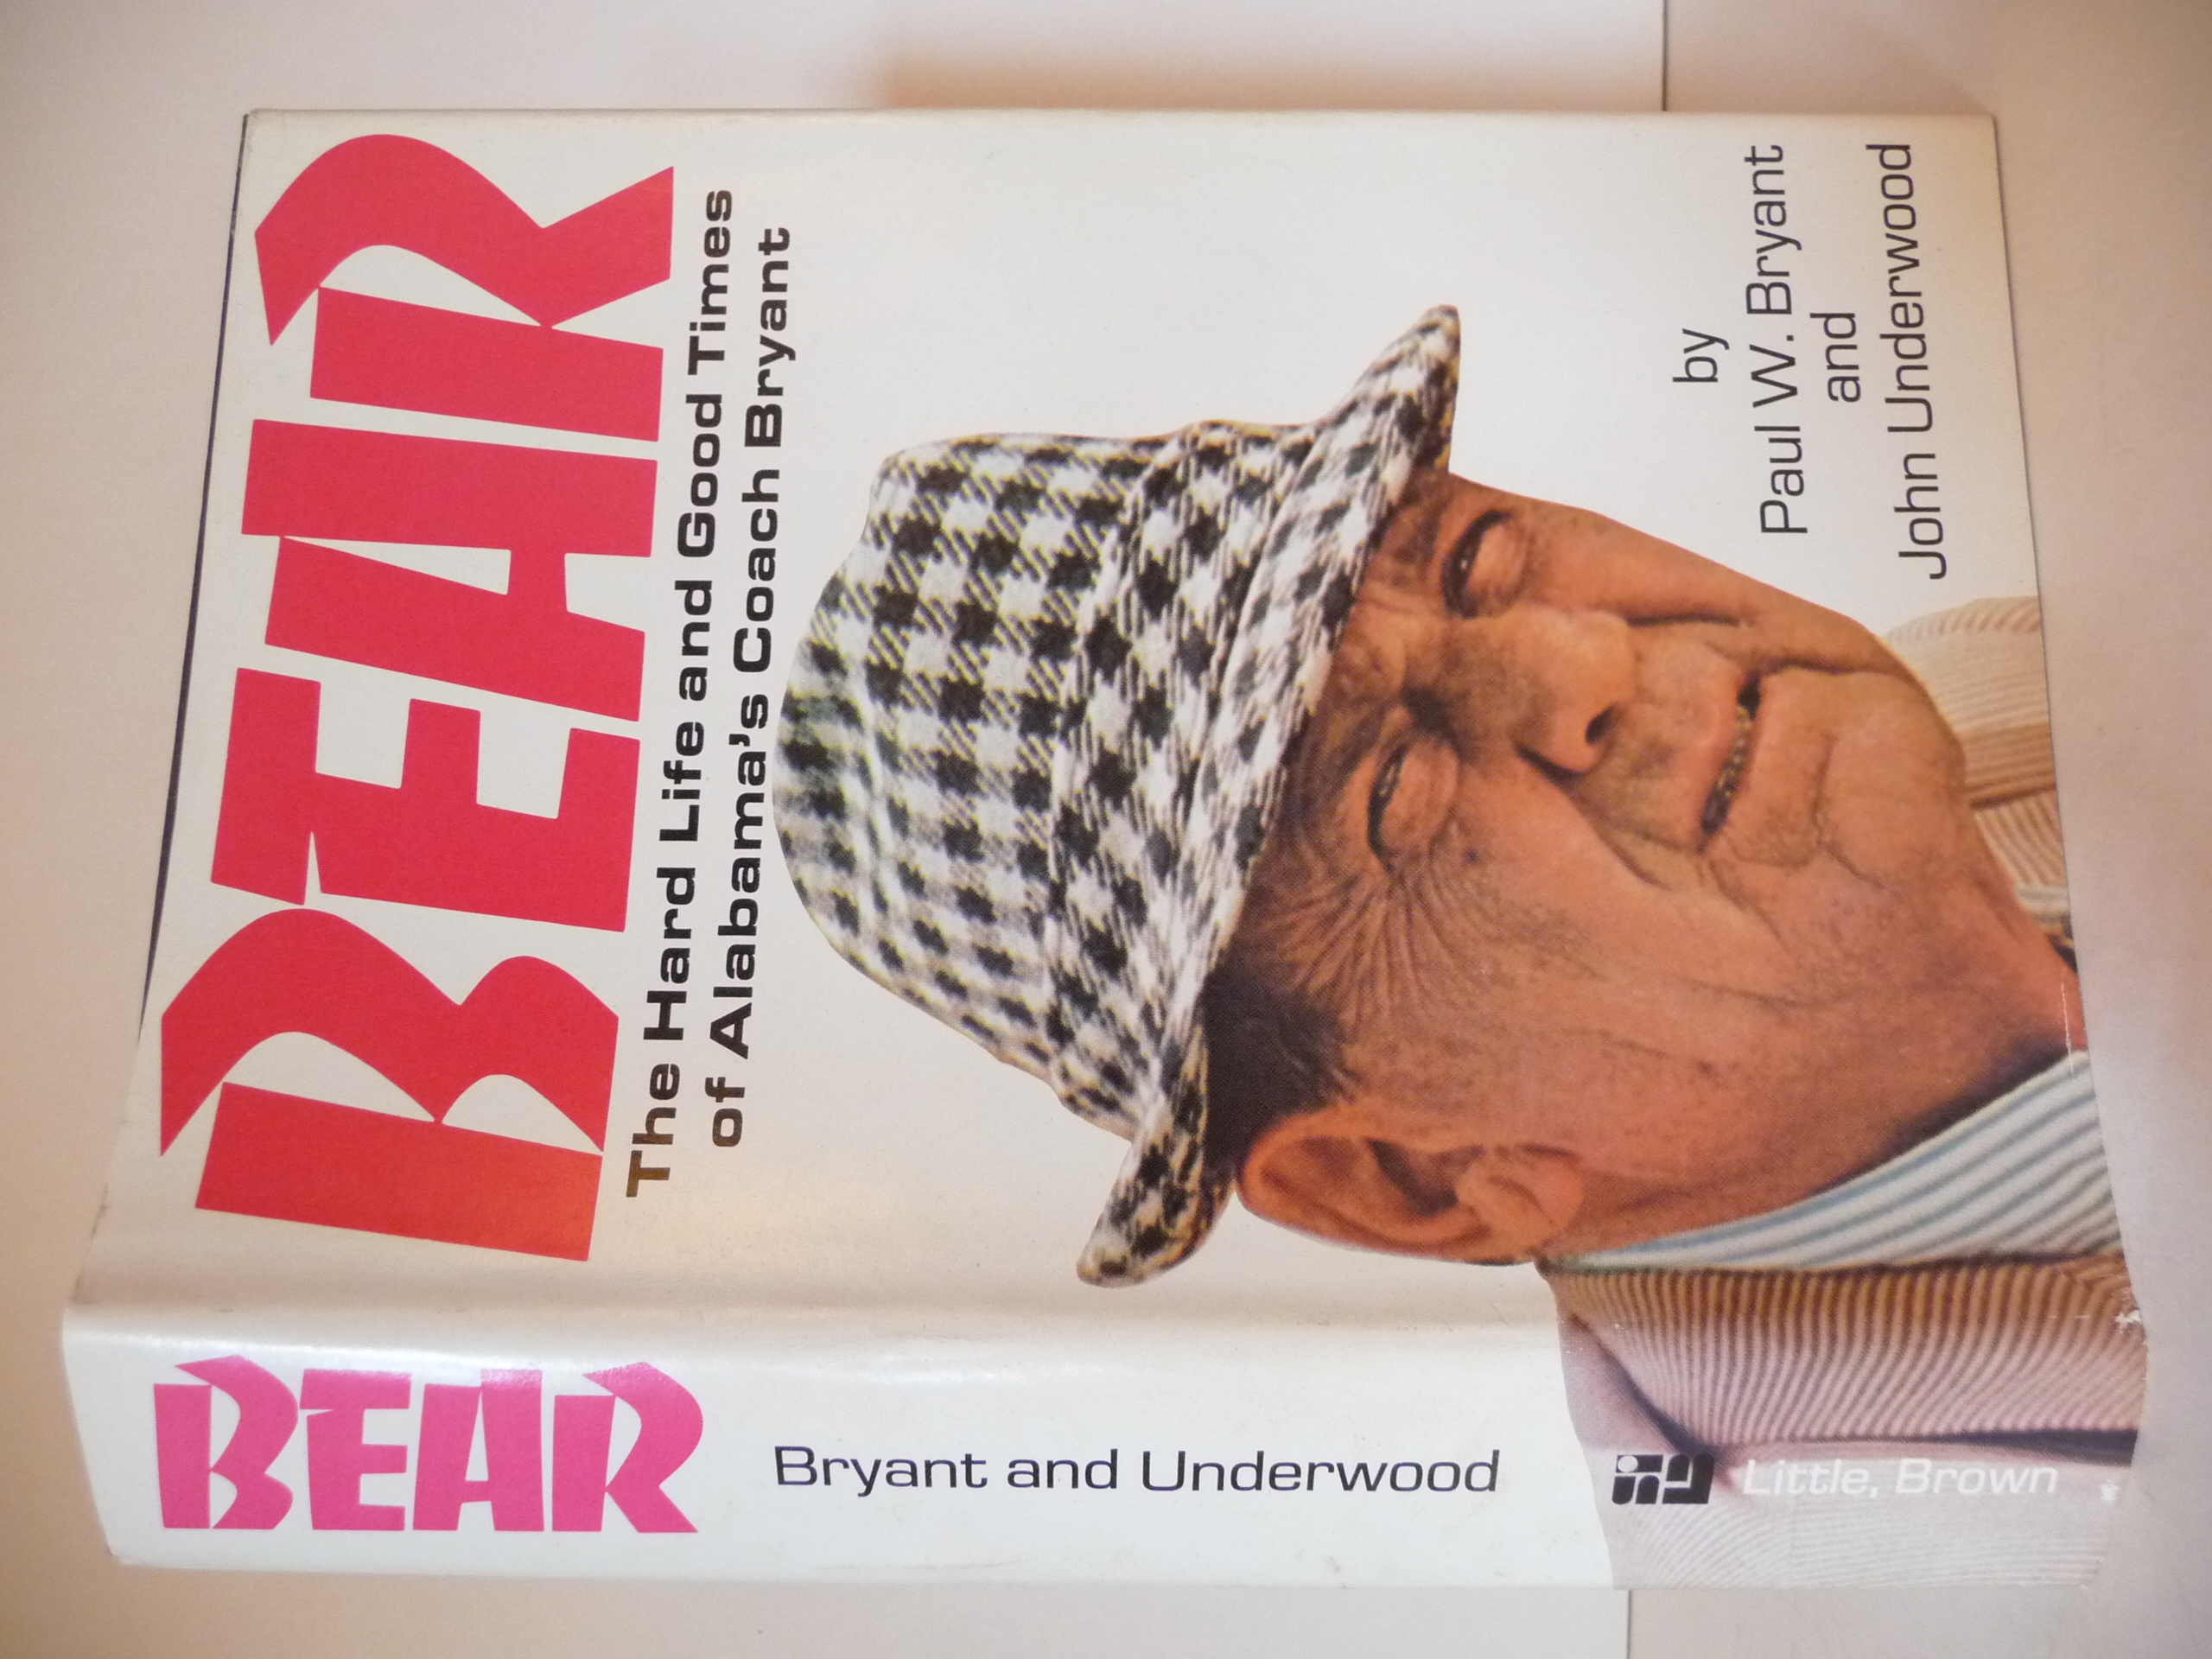 BEAR
The Hard Life and Good Times
of Alabama's Coach Bryant
by
Paul W. Bryant
and
John Underwood
BEAR
Bryant and Underwood
Little, Brown